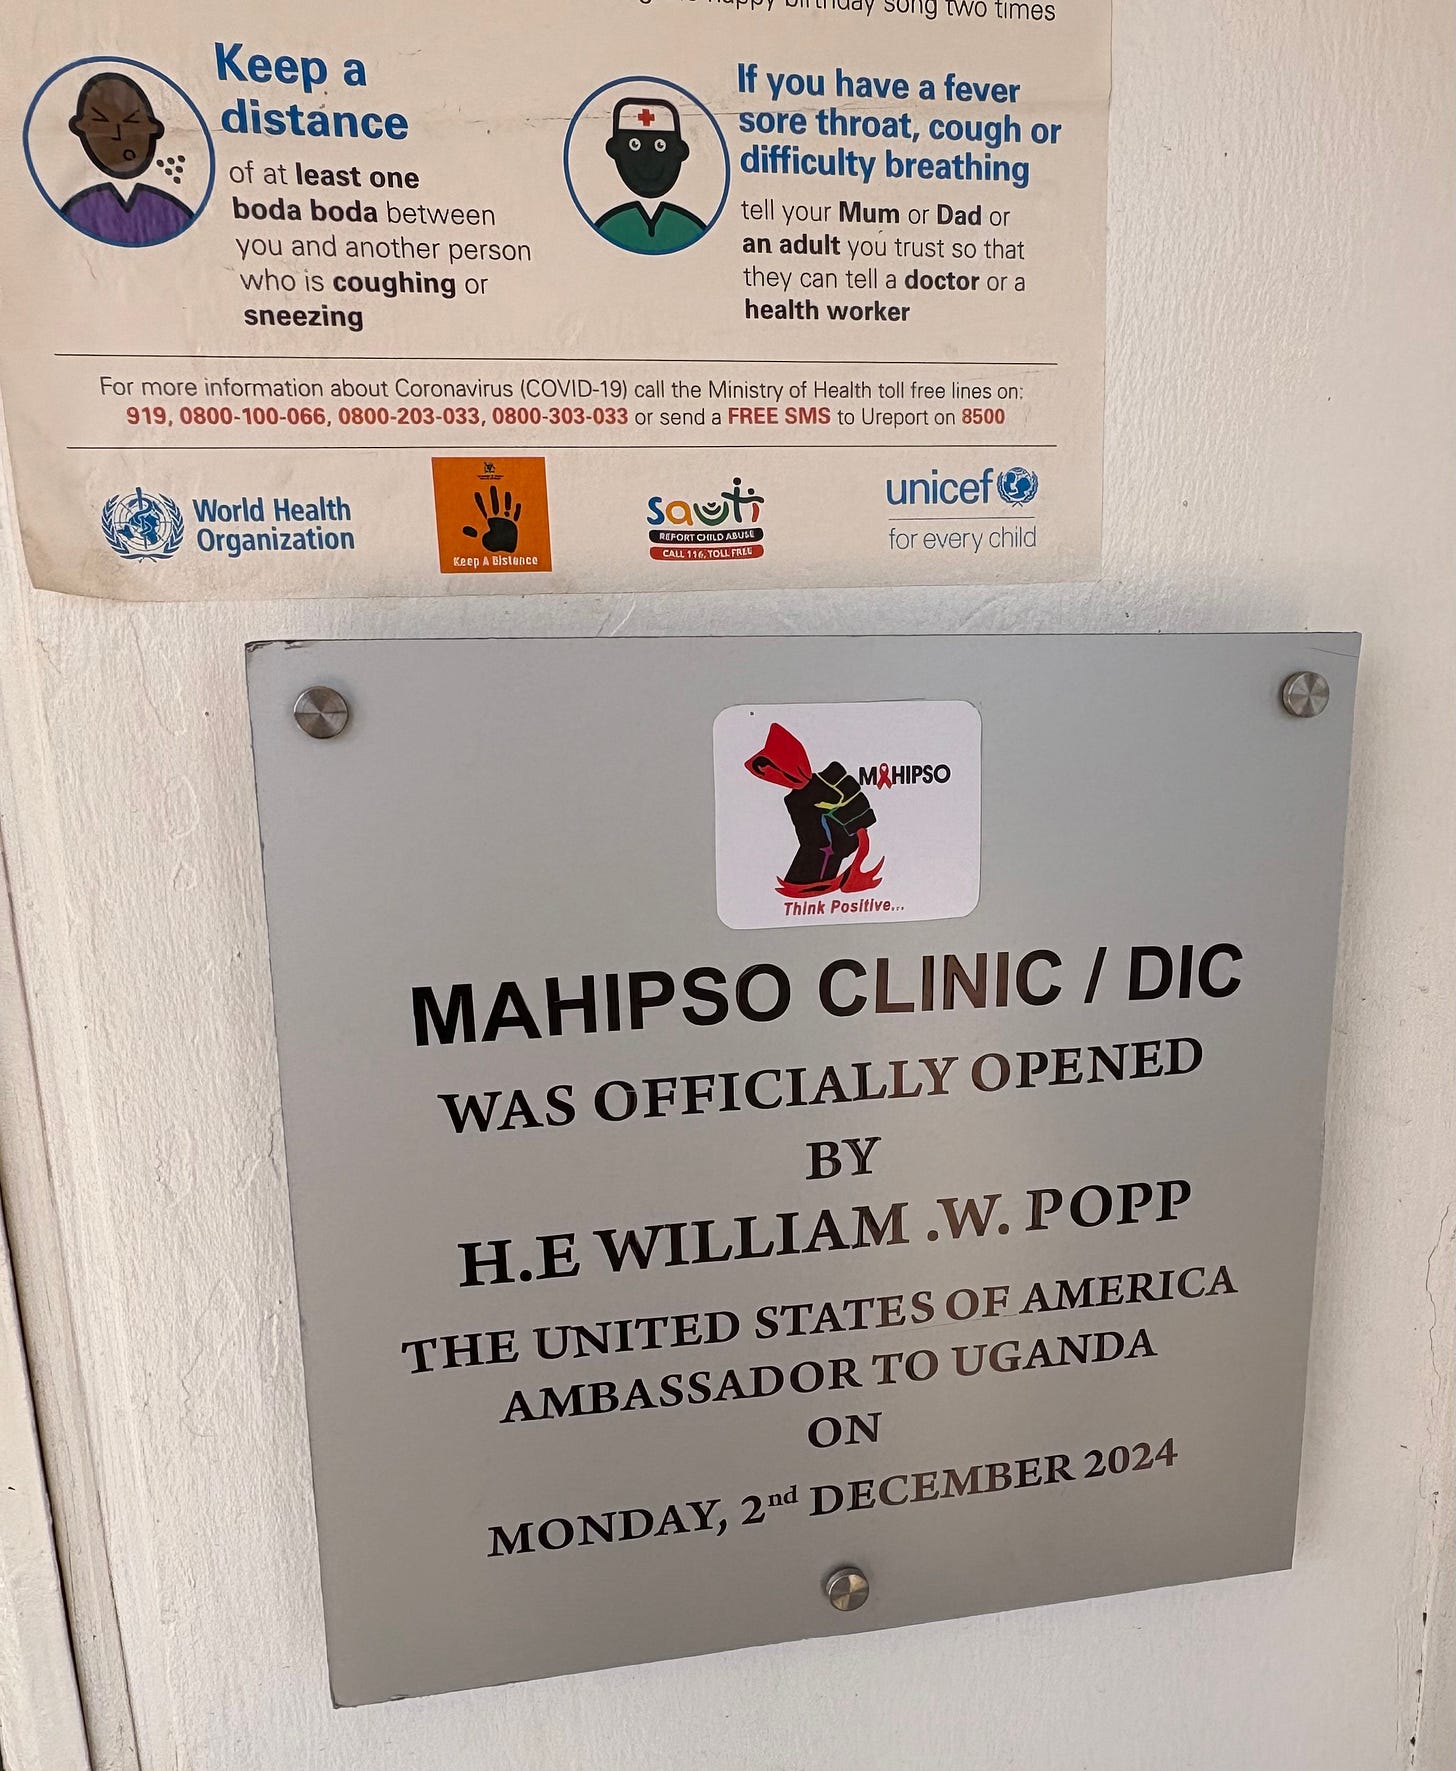 happy birthday song two times
Keep a
distance
of at least one
boda boda between
you and another person
who is coughing or
sneezing
If you have a fever
sore throat, cough or
difficulty breathing
tell your Mum or Dad or
an adult you trust so that
they can tell a doctor or a
health worker
For more information about Coronavirus (COVID-19) call the Ministry of Health toll free lines on:
919, 0800-100-066, 0800-203-033, 0800-303-033 or send a FREE SMS to Ureport on 8500
World Health
Organization
Keep A Distance
sauti
REPORT CHILD ABUSE
CALL 116, TOLL FREE
unicef
for every child
MAHIPSO
Think Positive...
MAHIPSO CLINIC / DIC
WAS OFFICIALLY OPENED
BY
H.E WILLIAM .W. POPP
THE UNITED STATES OF AMERICA
AMBASSADOR TO UGANDA
ON
MONDAY, 2nd DECEMBER 2024